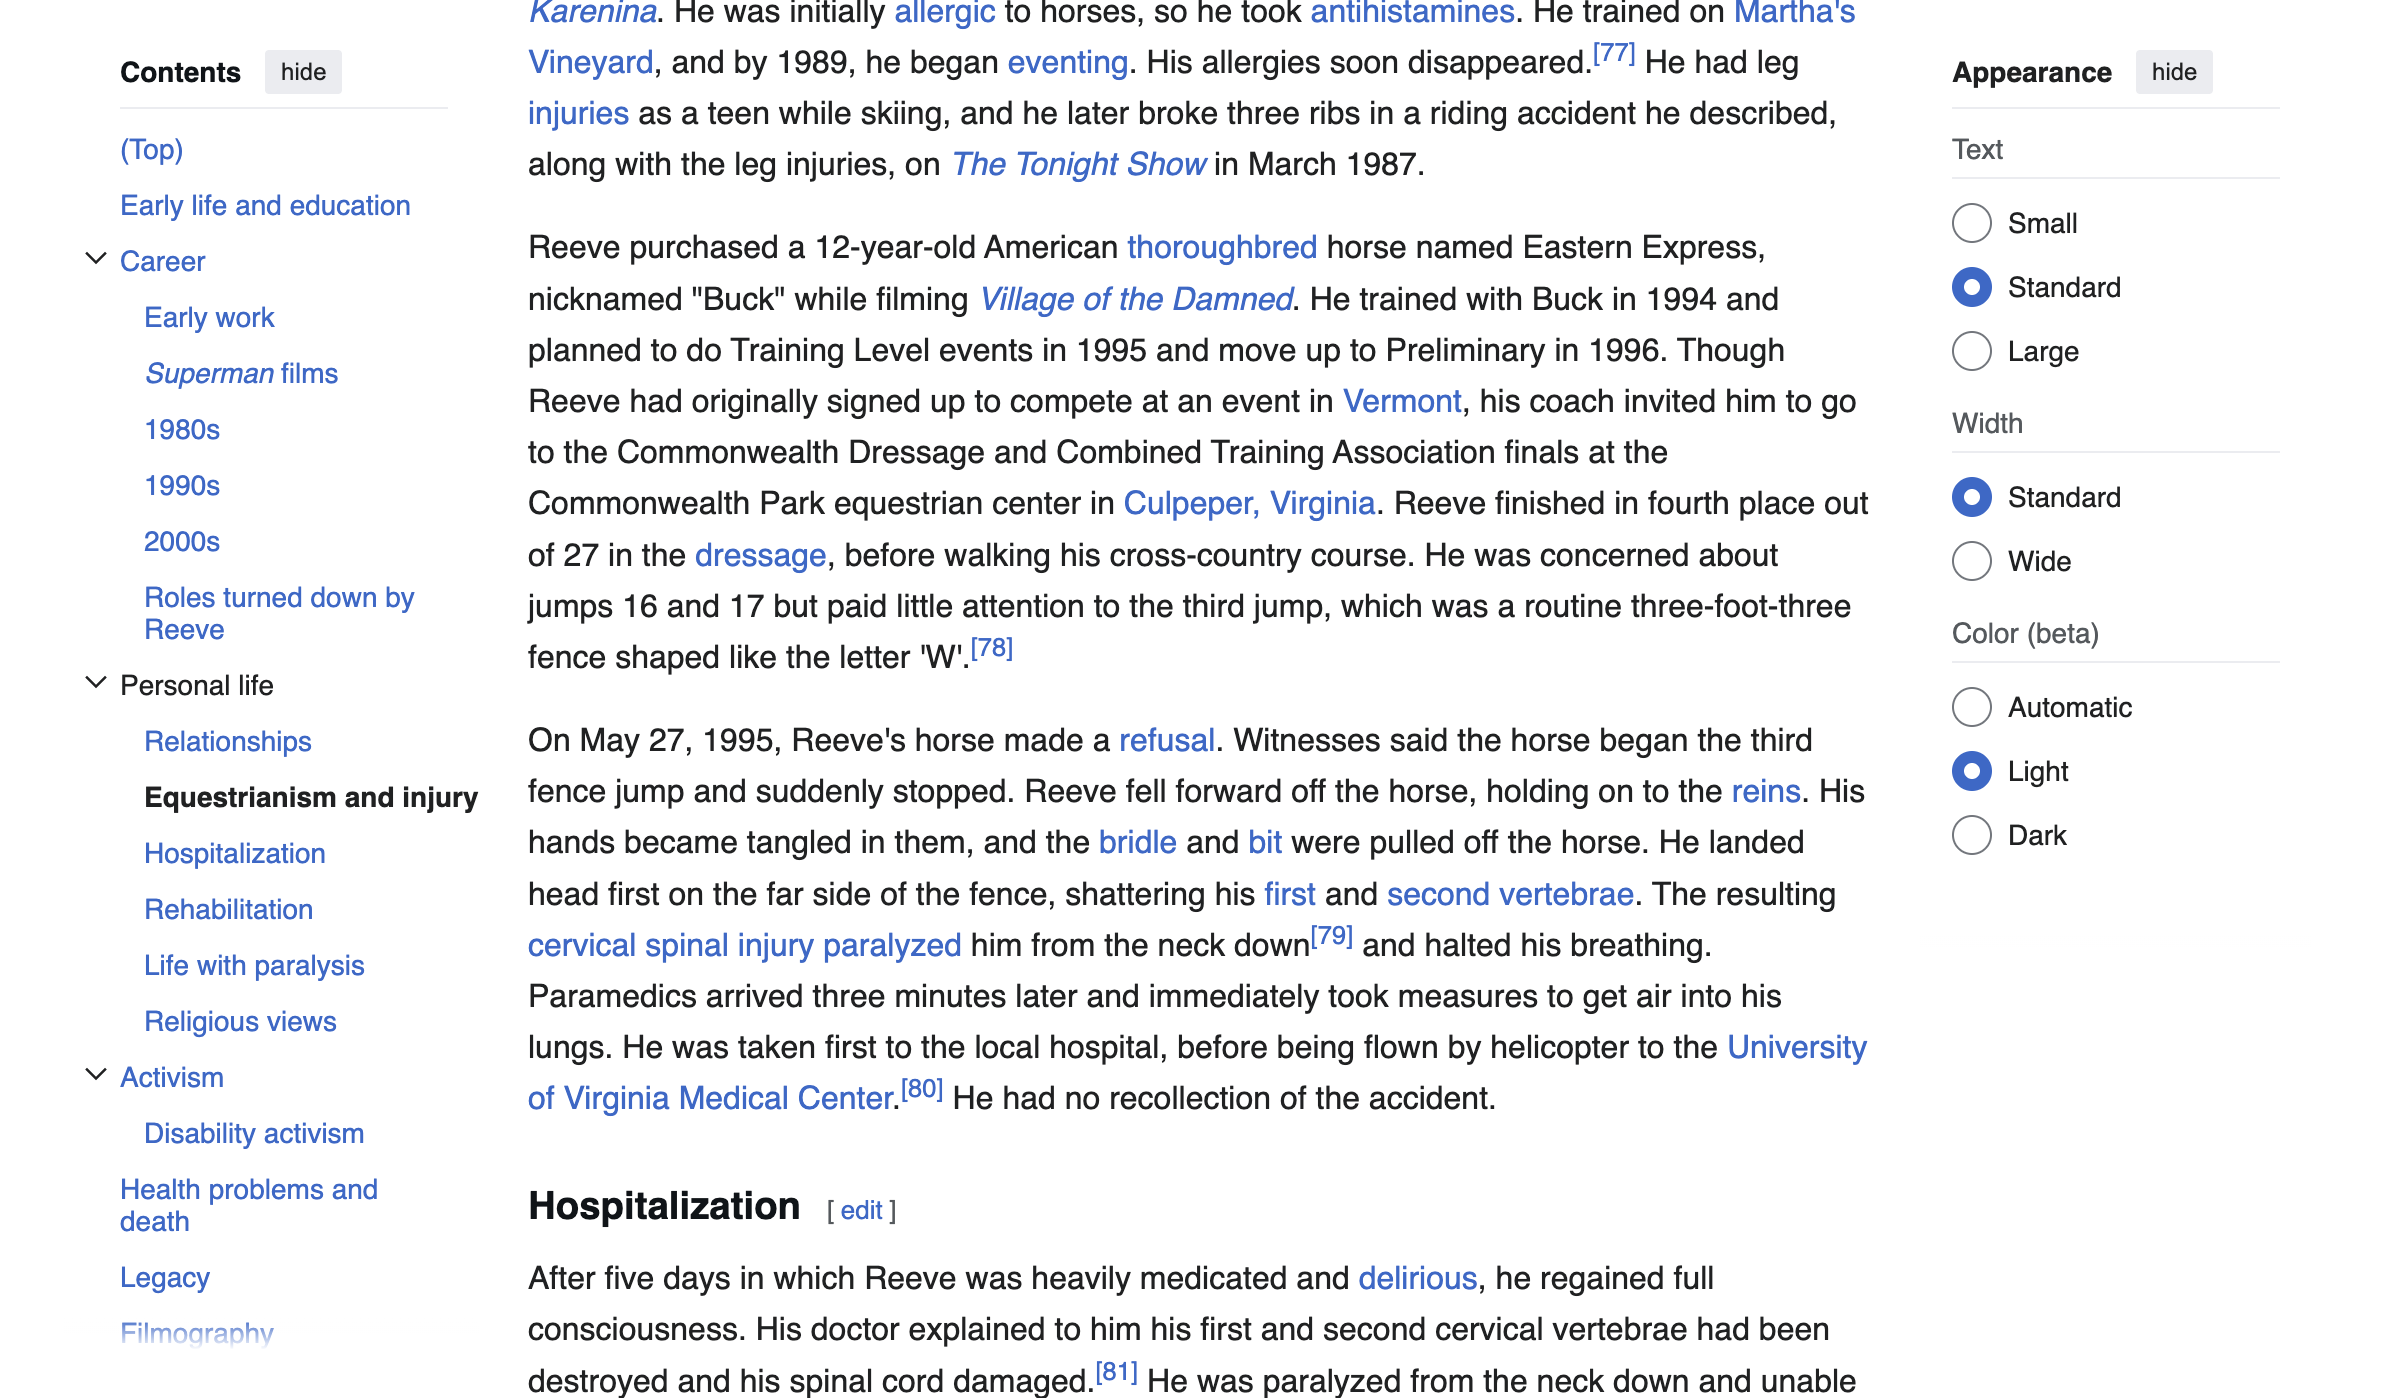 Contents hide
(Top)
Early life and education
Career
Early work
Superman films
1980s
1990s
2000s
Roles turned down by
Reeve
Personal life
Relationships
Equestrianism and injury
Hospitalization
Rehabilitation
Life with paralysis
Religious views
Activism
Disability activism
Health problems and
death
Legacy
Filmography
Karenina. He was initially allergic to horses, so he took antihistamines. He trained on Martha's
Vineyard, and by 1989, he began eventing. His allergies soon disappeared.[77] He had leg
injuries as a teen while skiing, and he later broke three ribs in a riding accident he described,
along with the leg injuries, on The Tonight Show in March 1987.
Reeve purchased a 12-year-old American thoroughbred horse named Eastern Express,
nicknamed "Buck" while filming Village of the Damned. He trained with Buck in 1994 and
planned to do Training Level events in 1995 and move up to Preliminary in 1996. Though
Reeve had originally signed up to compete at an event in Vermont, his coach invited him to go
to the Commonwealth Dressage and Combined Training Association finals at the
Commonwealth Park equestrian center in Culpeper, Virginia. Reeve finished in fourth place out
of 27 in the dressage, before walking his cross-country course. He was concerned about
jumps 16 and 17 but paid little attention to the third jump, which was a routine three-foot-three
fence shaped like the letter 'W'.[78]
On May 27, 1995, Reeve's horse made a refusal. Witnesses said the horse began the third
fence jump and suddenly stopped. Reeve fell forward off the horse, holding on to the reins. His
hands became tangled in them, and the bridle and bit were pulled off the horse. He landed
head first on the far side of the fence, shattering his first and second vertebrae. The resulting
cervical spinal injury paralyzed him from the neck down[79] and halted his breathing.
Paramedics arrived three minutes later and immediately took measures to get air into his
lungs. He was taken first to the local hospital, before being flown by helicopter to the University
of Virginia Medical Center.[80] He had no recollection of the accident.
Hospitalization [ edit ]
After five days in which Reeve was heavily medicated and delirious, he regained full
consciousness. His doctor explained to him his first and second cervical vertebrae had been
destroyed and his spinal cord damaged.[81] He was paralyzed from the neck down and unable
Appearance hide
Text
Small
Standard
Large
Width
Standard
Wide
Color (beta)
Automatic
Light
Dark